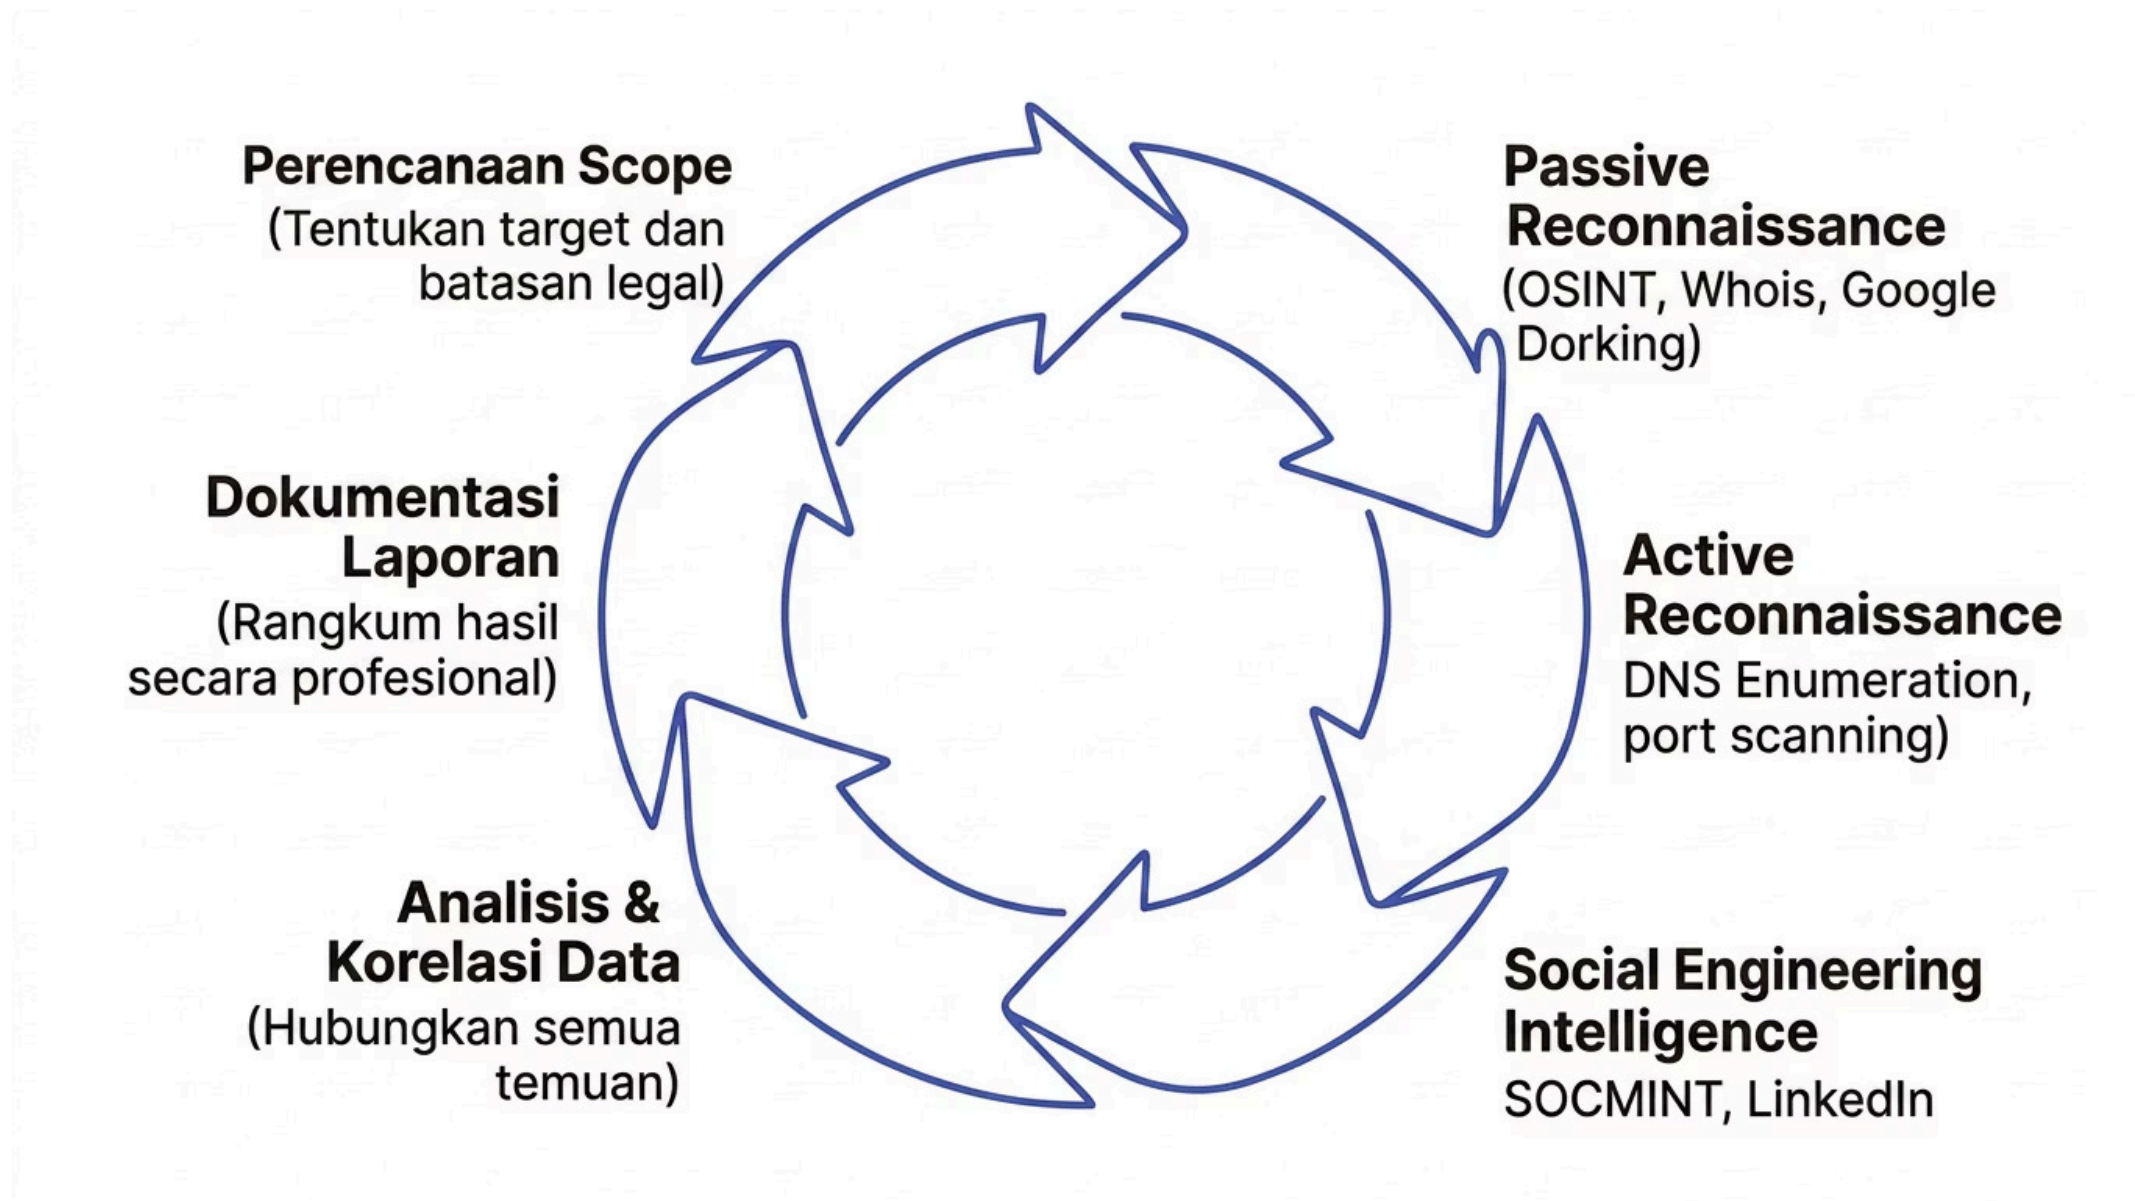 Perencanaan Scope
(Tentukan target dan
batasan legal)
Passive
Reconnaissance
(OSINT, Whois, Google
Dorking)
Active
Reconnaissance
DNS Enumeration,
port scanning)
Social Engineering
Intelligence
SOCMINT, LinkedIn
Analisis &
Korelasi Data
(Hubungkan semua
temuan)
Dokumentasi
Laporan
(Rangkum hasil
secara profesional)